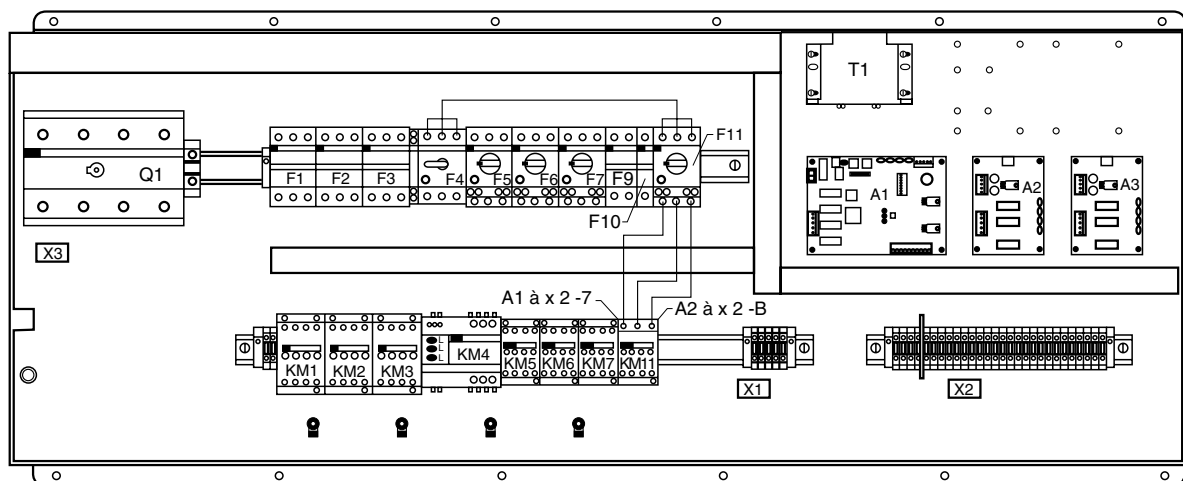 T1
F11
Q1
F1
F2
F3
F4
F5
F6
F7
F9
A1
A2
A3
F10
X3
A1 à x 2 -7
A2 à x 2 -B
L
L
L
KM1
KM2
KM3
KM4
KM5
KM6
KM7
KM11
X1
X2